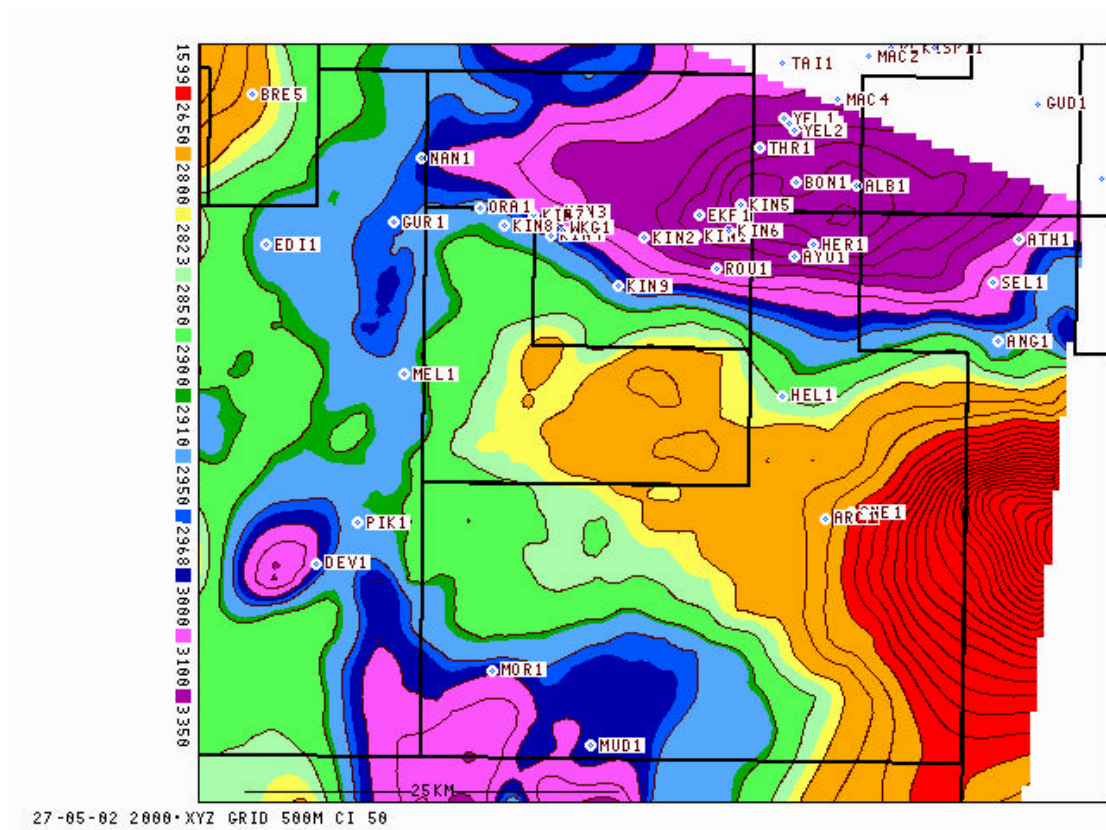 TAI1
MAC2
MAC4
GUD1
BRE5
YEL1
YEL2
THR1
NAN1
BON1
ALB1
ORA1
KIN5
EKF1
GUR1
KIN8
WKG1
KIN2
KIN6
EDI1
HER1
ATH1
AYU1
ROU1
SEL1
KIN9
ANG1
MEL1
HEL1
PIK1
DEV1
MOR1
MUD1
25KM
1599
2650
2800
2823
2850
2900
2910
2950
2968
3000
3100
3350
27-05-02 2000·XYZ GRID 500M CI 50